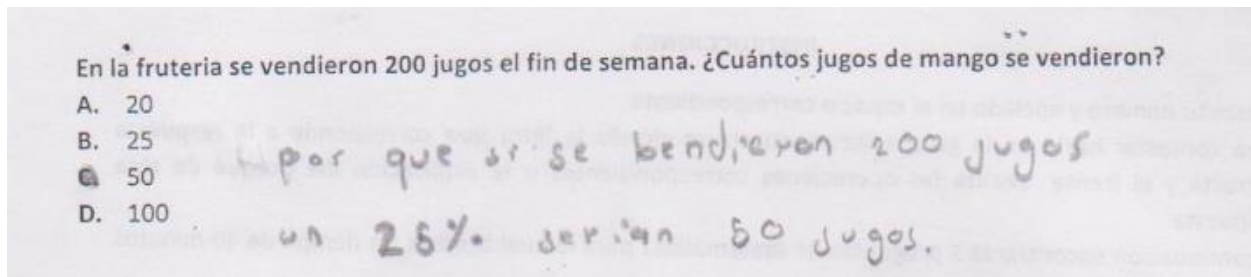 En la fruteria se vendieron 200 jugos el fin de semana. ¿Cuántos jugos de mango se vendieron?
A. 20
B. 25
C. 50
D. 100
por que si se bendieron 200 jugos
un 25% serian 50 jugos